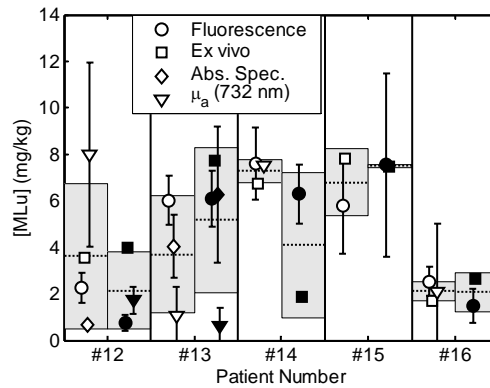 14
12
10
8
6
4
2
0
[MLu] (mg/kg)
Fluorescence
Ex vivo
Abs. Spec.
μa (732 nm)
#12 #13 #14 #15 #16
Patient Number